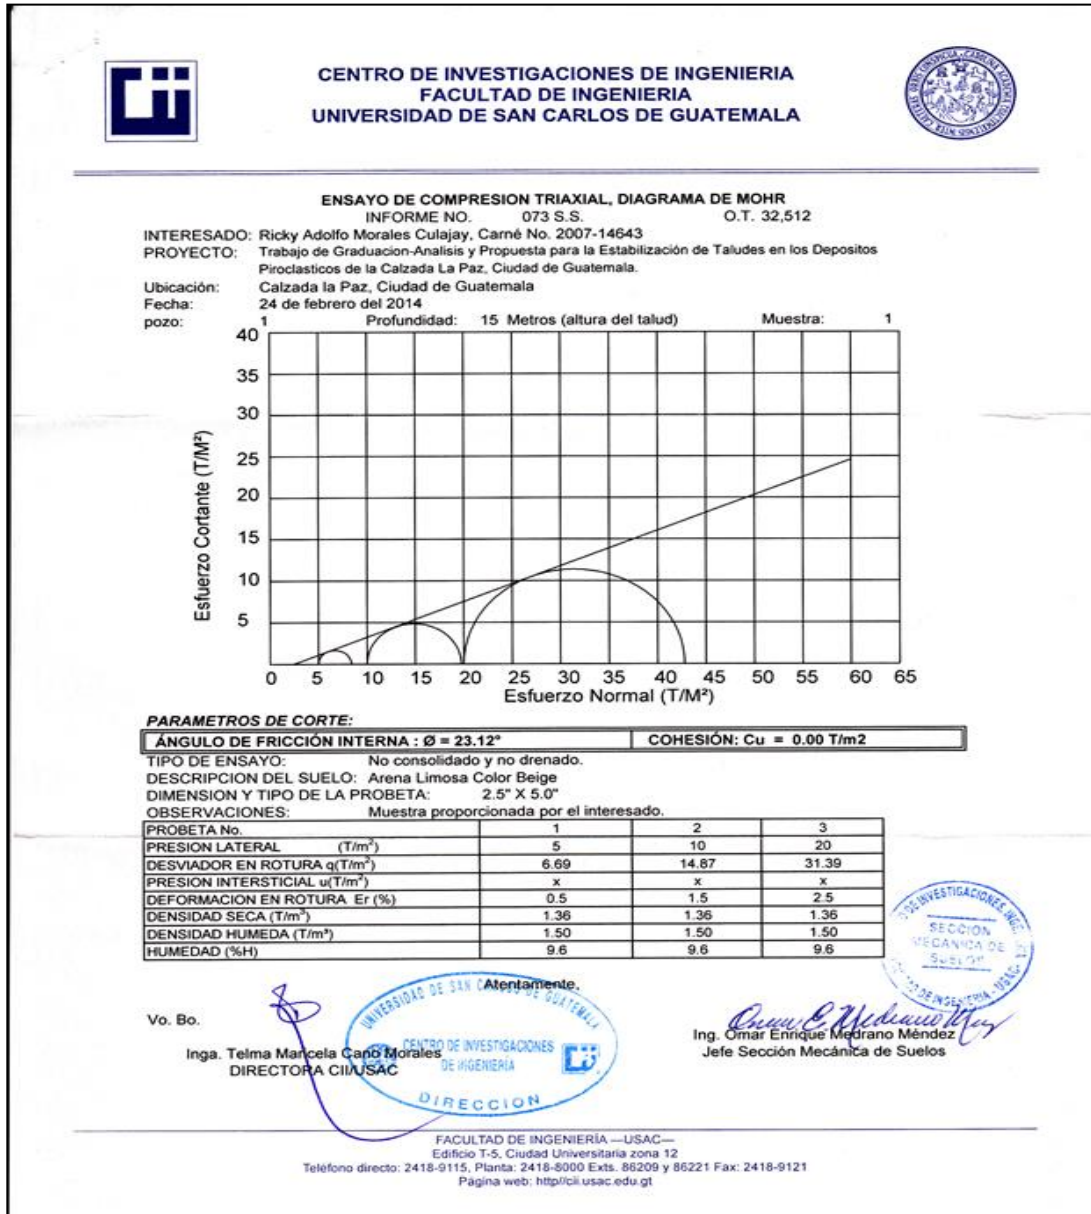 CENTRO DE INVESTIGACIONES DE INGENIERIA
FACULTAD DE INGENIERIA
UNIVERSIDAD DE SAN CARLOS DE GUATEMALA
ENSAYO DE COMPRESION TRIAXIAL, DIAGRAMA DE MOHR
INFORME NO. 073 S.S. O.T. 32,512
INTERESADO: Ricky Adolfo Morales Culajay, Carné No. 2007-14643
PROYECTO: Trabajo de Graduacion-Analisis y Propuesta para la Estabilización de Taludes en los Depositos
Piroclasticos de la Calzada La Paz, Ciudad de Guatemala.
Ubicación: Calzada la Paz, Ciudad de Guatemala
Fecha: 24 de febrero del 2014
pozo: 1 Profundidad: 15 Metros (altura del talud) Muestra: 1
40
35
30
25
20
15
10
5
Esfuerzo Cortante (T/M²)
0 5 10 15 20 25 30 35 40 45 50 55 60 65
Esfuerzo Normal (T/M²)
PARAMETROS DE CORTE:
ÁNGULO DE FRICCIÓN INTERNA : Ø = 23.12° COHESIÓN: Cu = 0.00 T/m2
TIPO DE ENSAYO: No consolidado y no drenado.
DESCRIPCION DEL SUELO: Arena Limosa Color Beige
DIMENSION Y TIPO DE LA PROBETA: 2.5" X 5.0"
OBSERVACIONES: Muestra proporcionada por el interesado.
PROBETA No. 1 2 3
PRESION LATERAL (T/m²) 5 10 20
DESVIADOR EN ROTURA q(T/m²) 6.69 14.87 31.39
PRESION INTERSTICIAL u(T/m²) x x x
DEFORMACION EN ROTURA Er (%) 0.5 1.5 2.5
DENSIDAD SECA (T/m³) 1.36 1.36 1.36
DENSIDAD HUMEDA (T/m³) 1.50 1.50 1.50
HUMEDAD (%H) 9.6 9.6 9.6
SECCION
MECANICA DE
SUELOS
Atentamente,
UNIVERSIDAD DE SAN CARLOS DE GUATEMALA
CENTRO DE INVESTIGACIONES
DE INGENIERÍA
DIRECCION
Vo. Bo.
Inga. Telma Maricela Cano Morales
DIRECTORA CII/USAC
Ing. Omar Enrique Medrano Méndez
Jefe Sección Mecánica de Suelos
FACULTAD DE INGENIERÍA —USAC—
Edificio T-5, Ciudad Universitaria zona 12
Teléfono directo: 2418-9115, Planta: 2418-8000 Exts. 86209 y 86221 Fax: 2418-9121
Página web: http//cii.usac.edu.gt